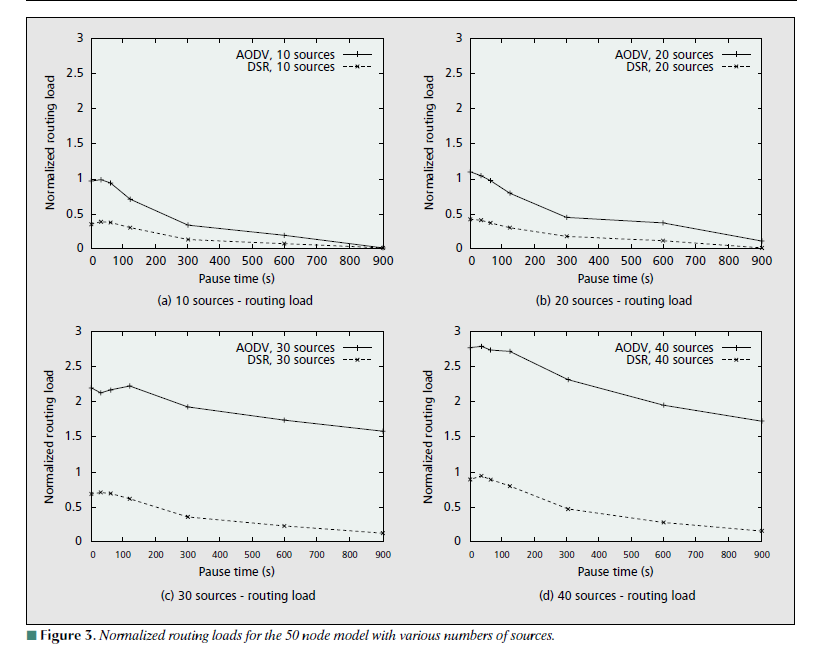 3
2.5
2
1.5
1
0.5
0
Normalized routing load
AODV, 10 sources
DSR, 10 sources
0 100 200 300 400 500 600 700 800 900
Pause time (s)
(a) 10 sources - routing load
3
2.5
2
1.5
1
0.5
0
Normalized routing load
AODV, 20 sources
DSR, 20 sources
0 100 200 300 400 500 600 700 800 900
Pause time (s)
(b) 20 sources - routing load
3
2.5
2
1.5
1
0.5
0
Normalized routing load
AODV, 30 sources
DSR, 30 sources
0 100 200 300 400 500 600 700 800 900
Pause time (s)
(c) 30 sources - routing load
3
2.5
2
1.5
1
0.5
0
Normalized routing load
AODV, 40 sources
DSR, 40 sources
0 100 200 300 400 500 600 700 800 900
Pause time (s)
(d) 40 sources - routing load
Figure 3. Normalized routing loads for the 50 node model with various numbers of sources.